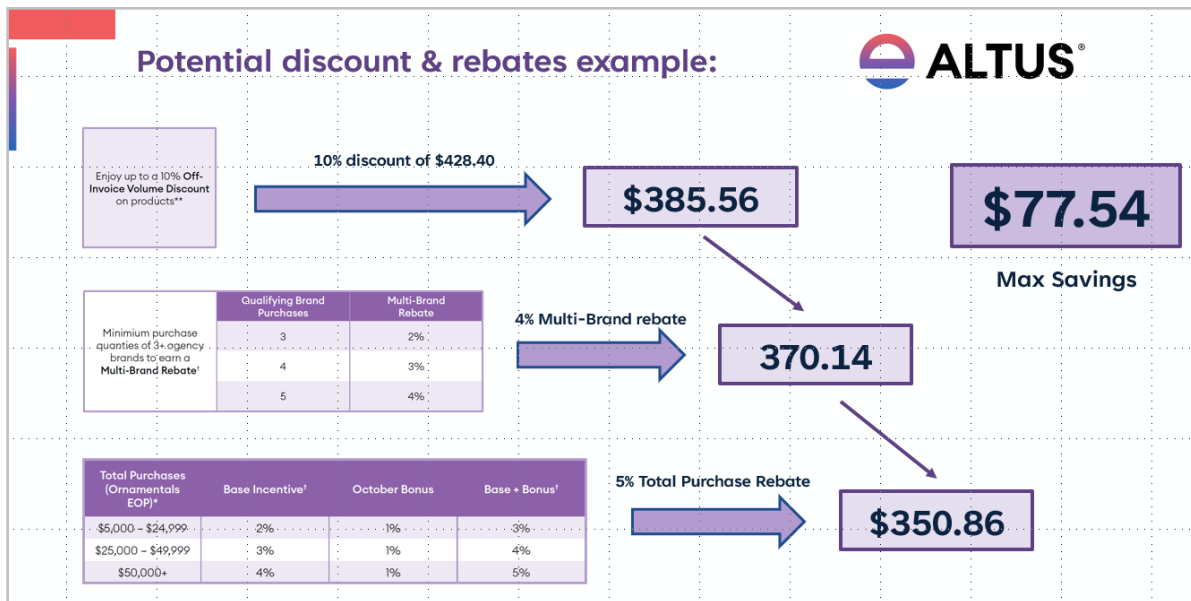 Potential discount & rebates example:
ALTUS®
Enjoy up to a 10% Off-
Invoice Volume Discount
on products**
10% discount of $428.40
$385.56
$77.54
Max Savings
Minimum purchase
quanties of 3+ agency
brands to earn a
Multi-Brand Rebate†
Qualifying Brand
Purchases
Multi-Brand
Rebate
3 2%
4 3%
5 4%
4% Multi-Brand rebate
370.14
Total Purchases
(Ornamentals
EOP)*
Base Incentive†
October Bonus
Base + Bonus†
$5,000 – $24,999 2% 1% 3%
$25,000 – $49,999 3% 1% 4%
$50,000+ 4% 1% 5%
5% Total Purchase Rebate
$350.86